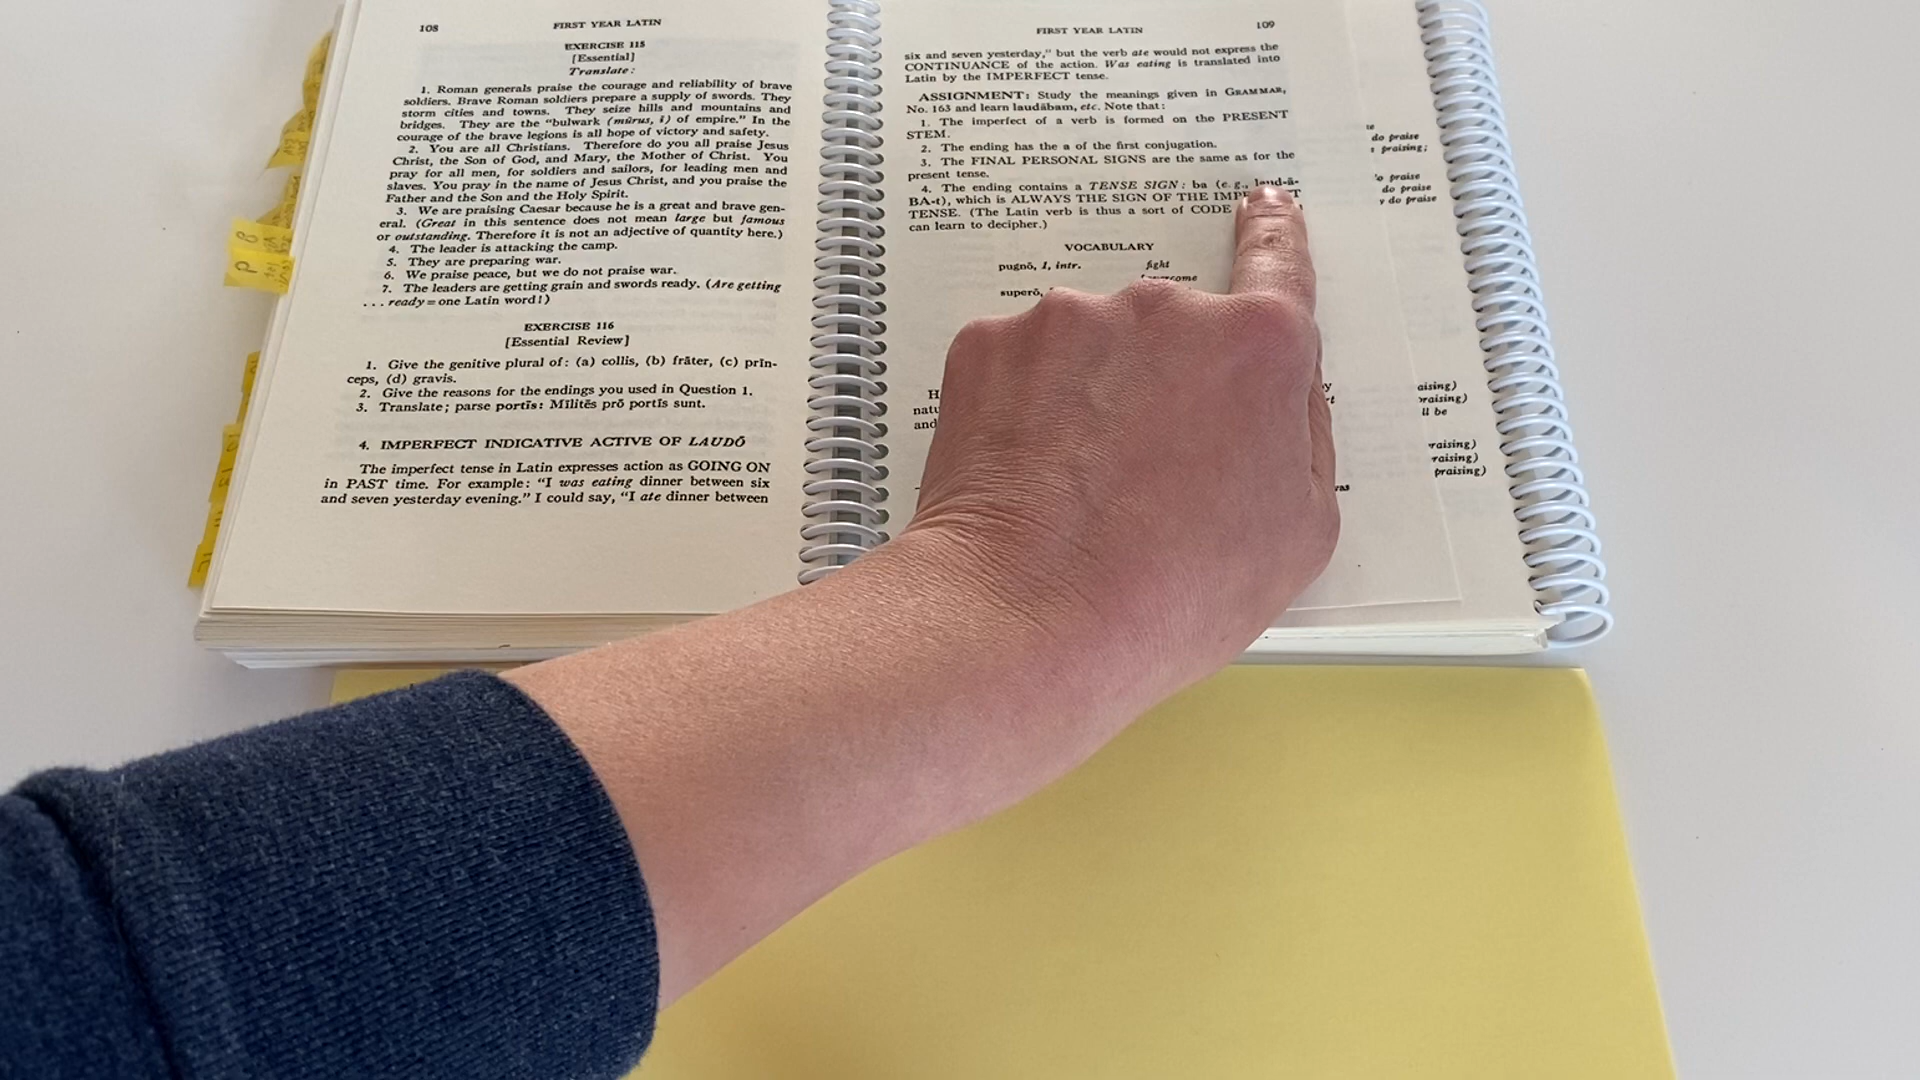 108 FIRST YEAR LATIN
EXERCISE 115
[Essential]
Translate:
1. Roman generals praise the courage and reliability of brave
soldiers. Brave Roman soldiers prepare a supply of swords. They
storm cities and towns. They seize hills and mountains and
bridges. They are the "bulwark (mūrus, ī) of empire." In the
courage of the brave legions is all hope of victory and safety.
2. You are all Christians. Therefore do you all praise Jesus
Christ, the Son of God, and Mary, the Mother of Christ. You
pray for all men, for soldiers and sailors, for leading men and
slaves. You pray in the name of Jesus Christ, and you praise the
Father and the Son and the Holy Spirit.
3. We are praising Caesar because he is a great and brave gen-
eral. (Great in this sentence does not mean large but famous
or outstanding. Therefore it is not an adjective of quantity here.)
4. The leader is attacking the camp.
5. They are preparing war.
6. We praise peace, but we do not praise war.
7. The leaders are getting grain and swords ready. (Are getting
. . . ready = one Latin word!)
EXERCISE 116
[Essential Review]
1. Give the genitive plural of: (a) collis, (b) frāter, (c) prīn-
ceps, (d) gravis.
2. Give the reasons for the endings you used in Question 1.
3. Translate; parse portīs: Mīlitēs prō portīs sunt.
4. IMPERFECT INDICATIVE ACTIVE OF LAUDŌ
The imperfect tense in Latin expresses action as GOING ON
in PAST time. For example: "I was eating dinner between six
and seven yesterday evening." I could say, "I ate dinner between
FIRST YEAR LATIN 109
six and seven yesterday," but the verb ate would not express the
CONTINUANCE of the action. Was eating is translated into
Latin by the IMPERFECT tense.
ASSIGNMENT: Study the meanings given in GRAMMAR,
No. 163 and learn laudābam, etc. Note that:
1. The imperfect of a verb is formed on the PRESENT
STEM.
2. The ending has the a of the first conjugation.
3. The FINAL PERSONAL SIGNS are the same as for the
present tense.
4. The ending contains a TENSE SIGN: ba (e. g., laud-ā-
BA-t), which is ALWAYS THE SIGN OF THE
TENSE. (The Latin verb is thus a sort of CODE
can learn to decipher.)
VOCABULARY
pugnō, 1, intr. fight
superō,
and
do praise
praising;
praise
do praise
do praise
be